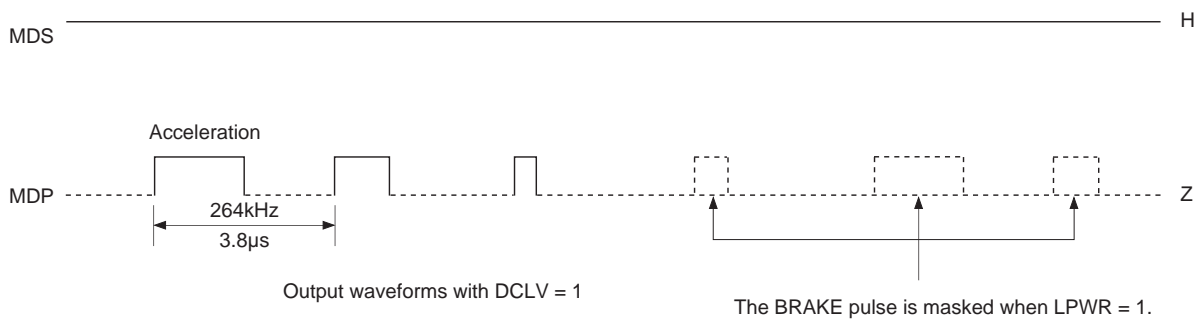 MDS
H
Acceleration
MDP
Z
264kHz
3.8µs
Output waveforms with DCLV = 1
The BRAKE pulse is masked when LPWR = 1.